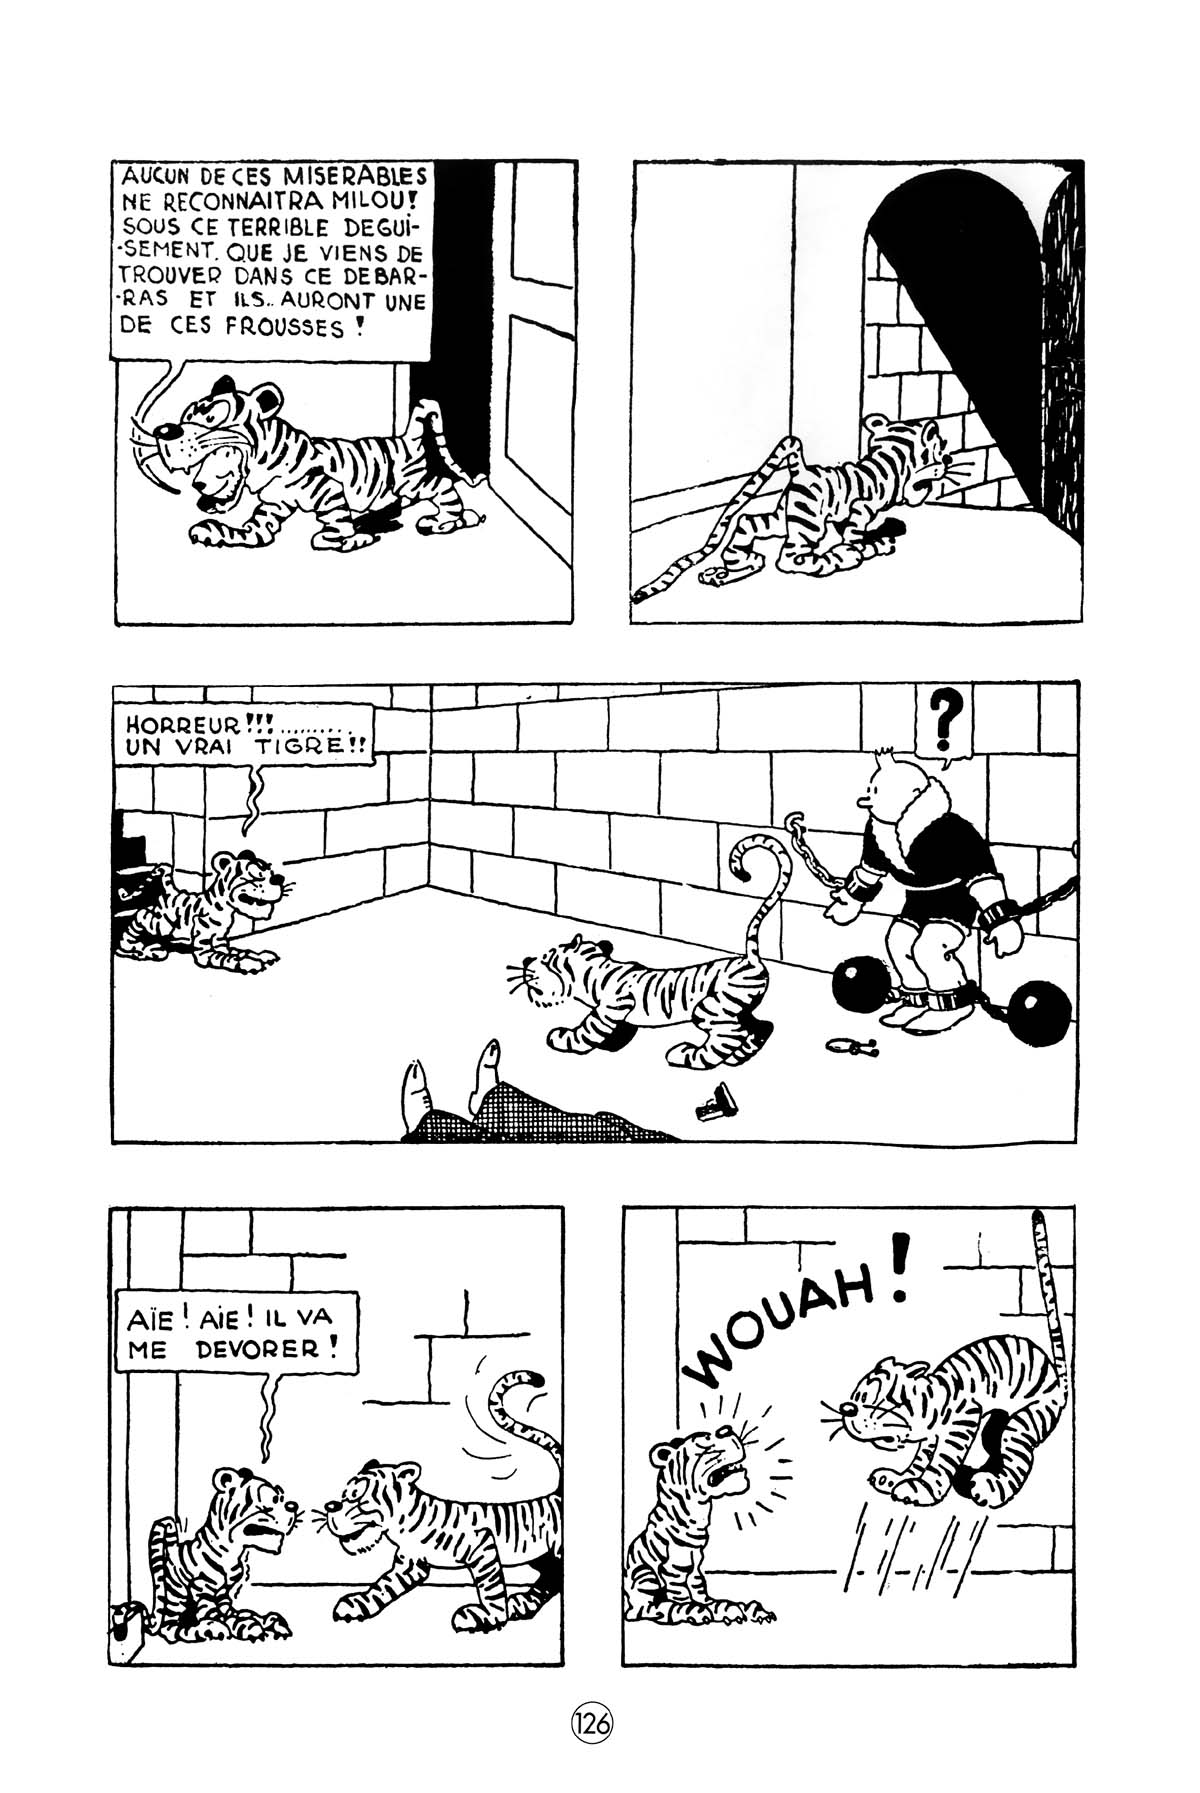 AUCUN DE CES MISERABLES
NE RECONNAITRA MILOU!
SOUS CE TERRIBLE DEGUI-
-SEMENT. QUE JE VIENS DE
TROUVER DANS CE DEBAR-
-RAS ET ILS.. AURONT UNE
DE CES FROUSSES !
HORREUR!!!..........
UN VRAI TIGRE!!
?
AÏE! AÏE! IL VA
ME DEVORER!
WOUAH!
126